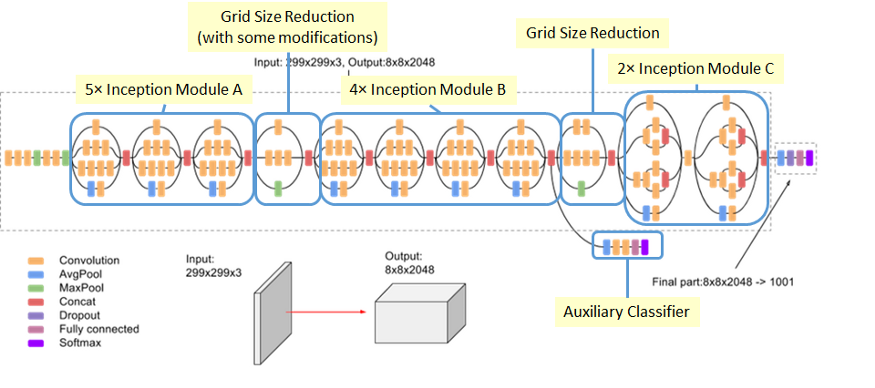 Grid Size Reduction
(with some modifications)
Grid Size Reduction
Input: 299x299x3, Output:8x8x2048
2× Inception Module C
5× Inception Module A
4× Inception Module B
Convolution
AvgPool
MaxPool
Concat
Dropout
Fully connected
Softmax
Input:
299x299x3
Output:
8x8x2048
Final part:8x8x2048 -> 1001
Auxiliary Classifier